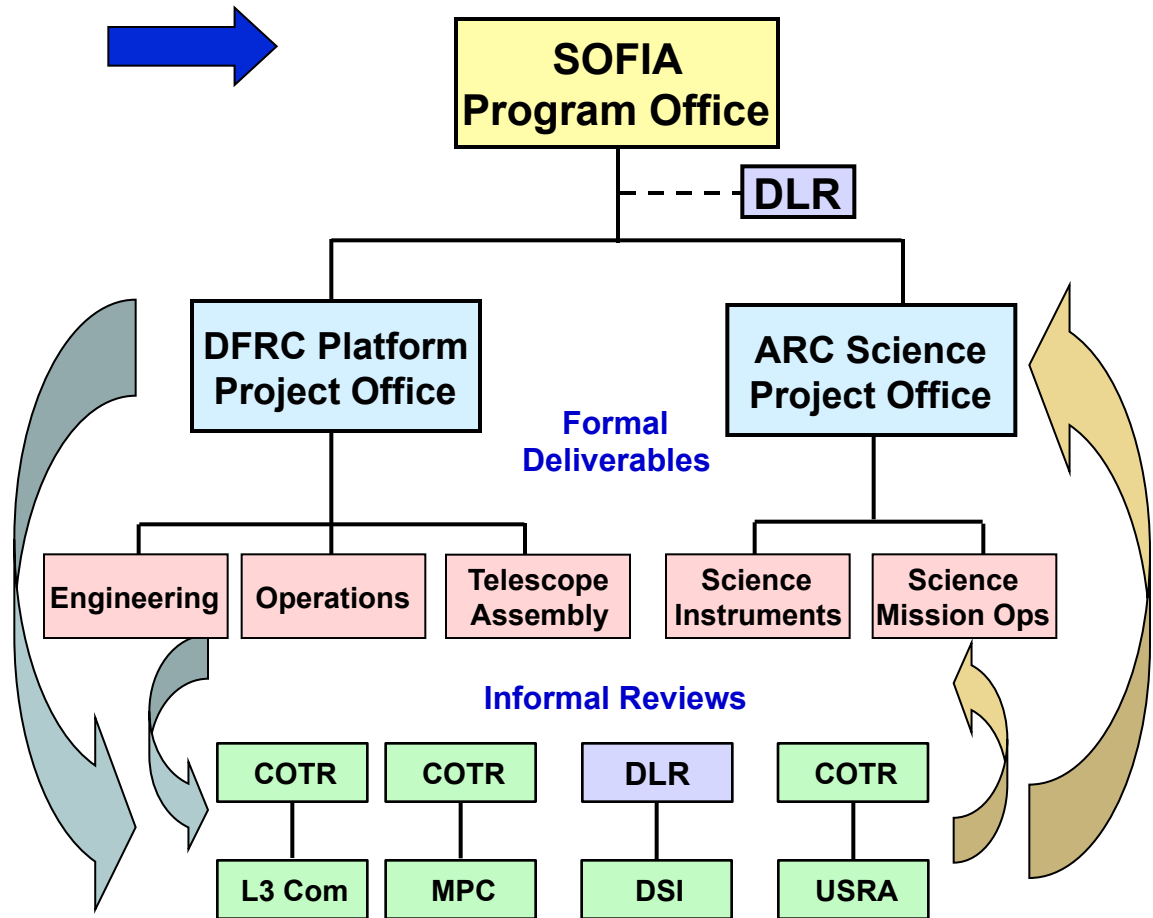 SOFIA
Program Office
DLR
DFRC Platform
Project Office
ARC Science
Project Office
Formal
Deliverables
Engineering
Operations
Telescope
Assembly
Science
Instruments
Science
Mission Ops
Informal Reviews
COTR
COTR
DLR
COTR
L3 Com
MPC
DSI
USRA